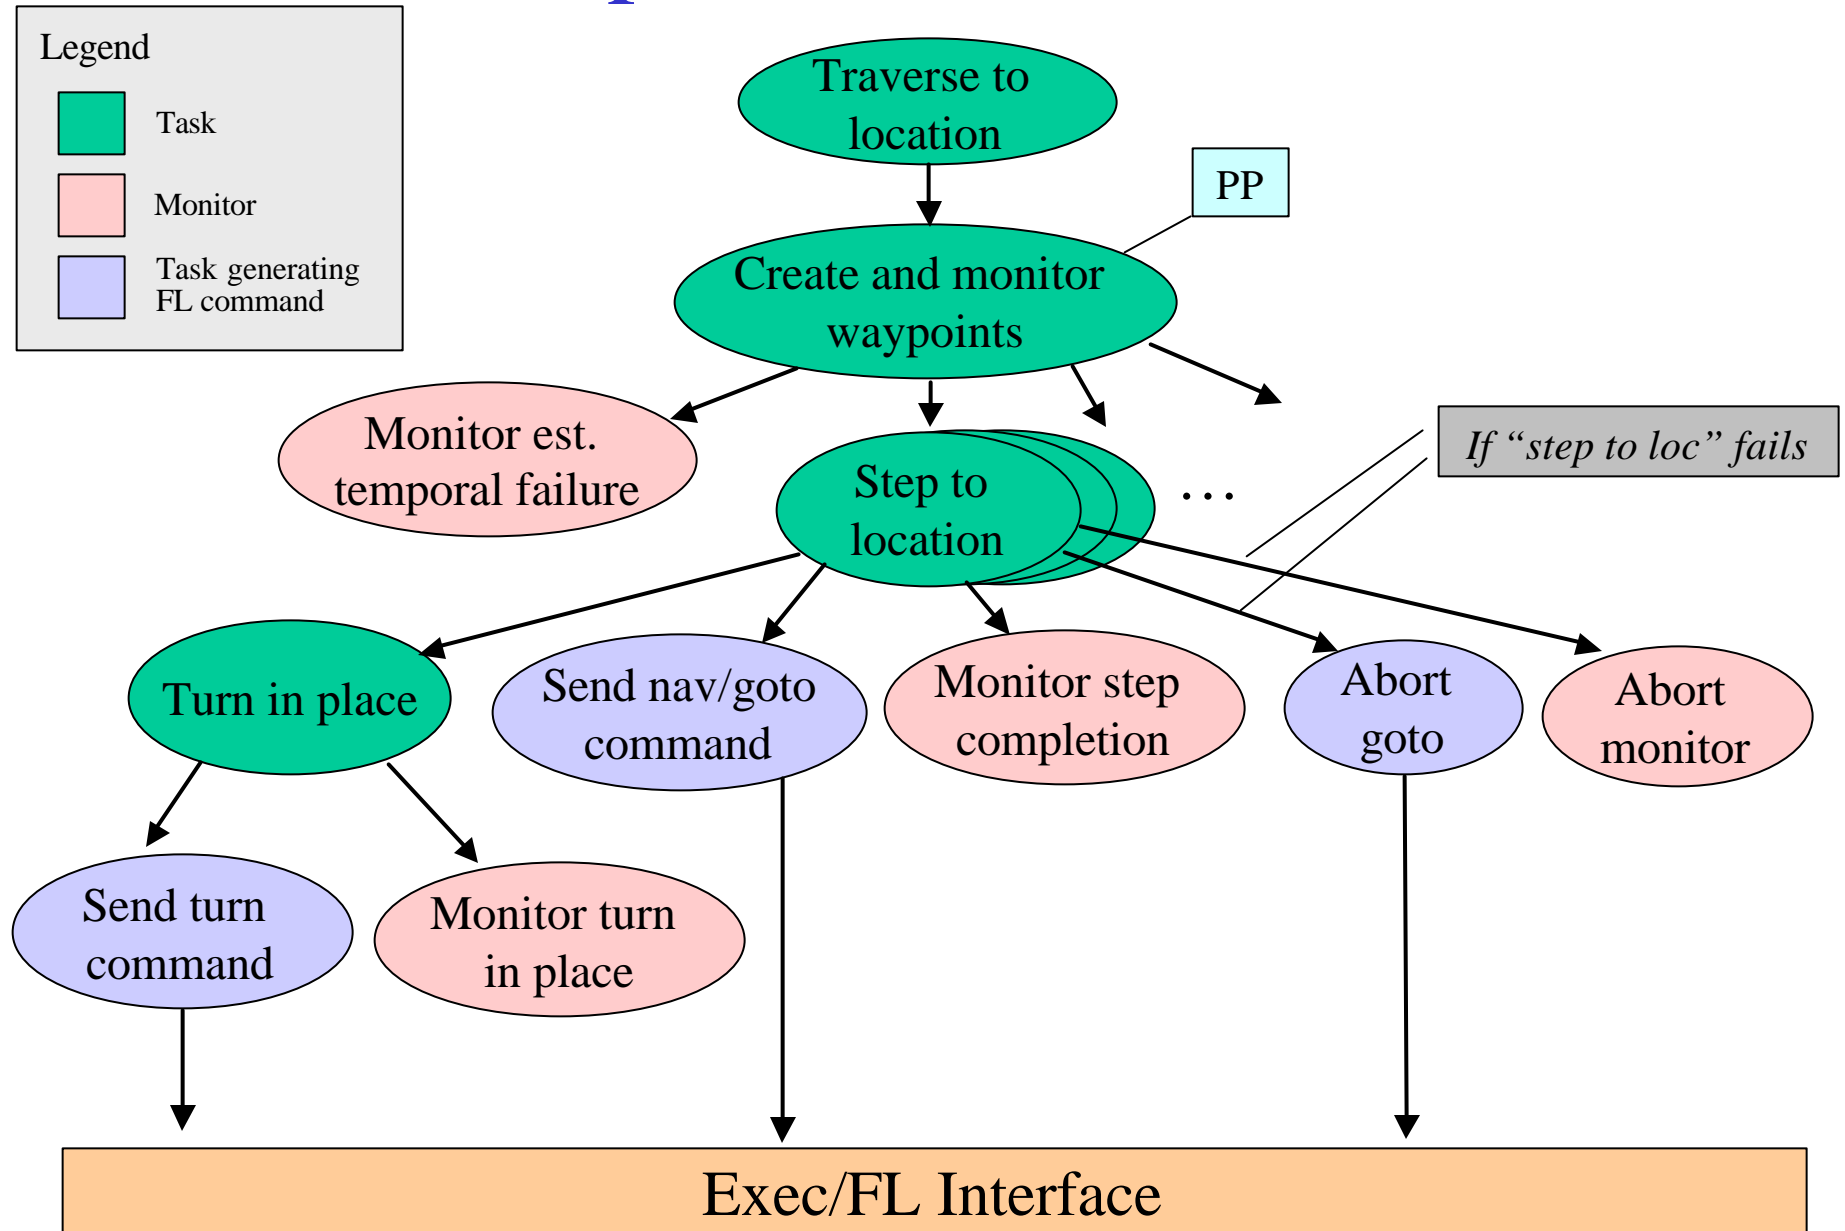 Legend
Task
Monitor
Task generating
FL command
Traverse to
location
PP
Create and monitor
waypoints
Monitor est.
temporal failure
Step to
location
…
If “step to loc” fails
Turn in place
Send nav/goto
command
Monitor step
completion
Abort
goto
Abort
monitor
Send turn
command
Monitor turn
in place
Exec/FL Interface